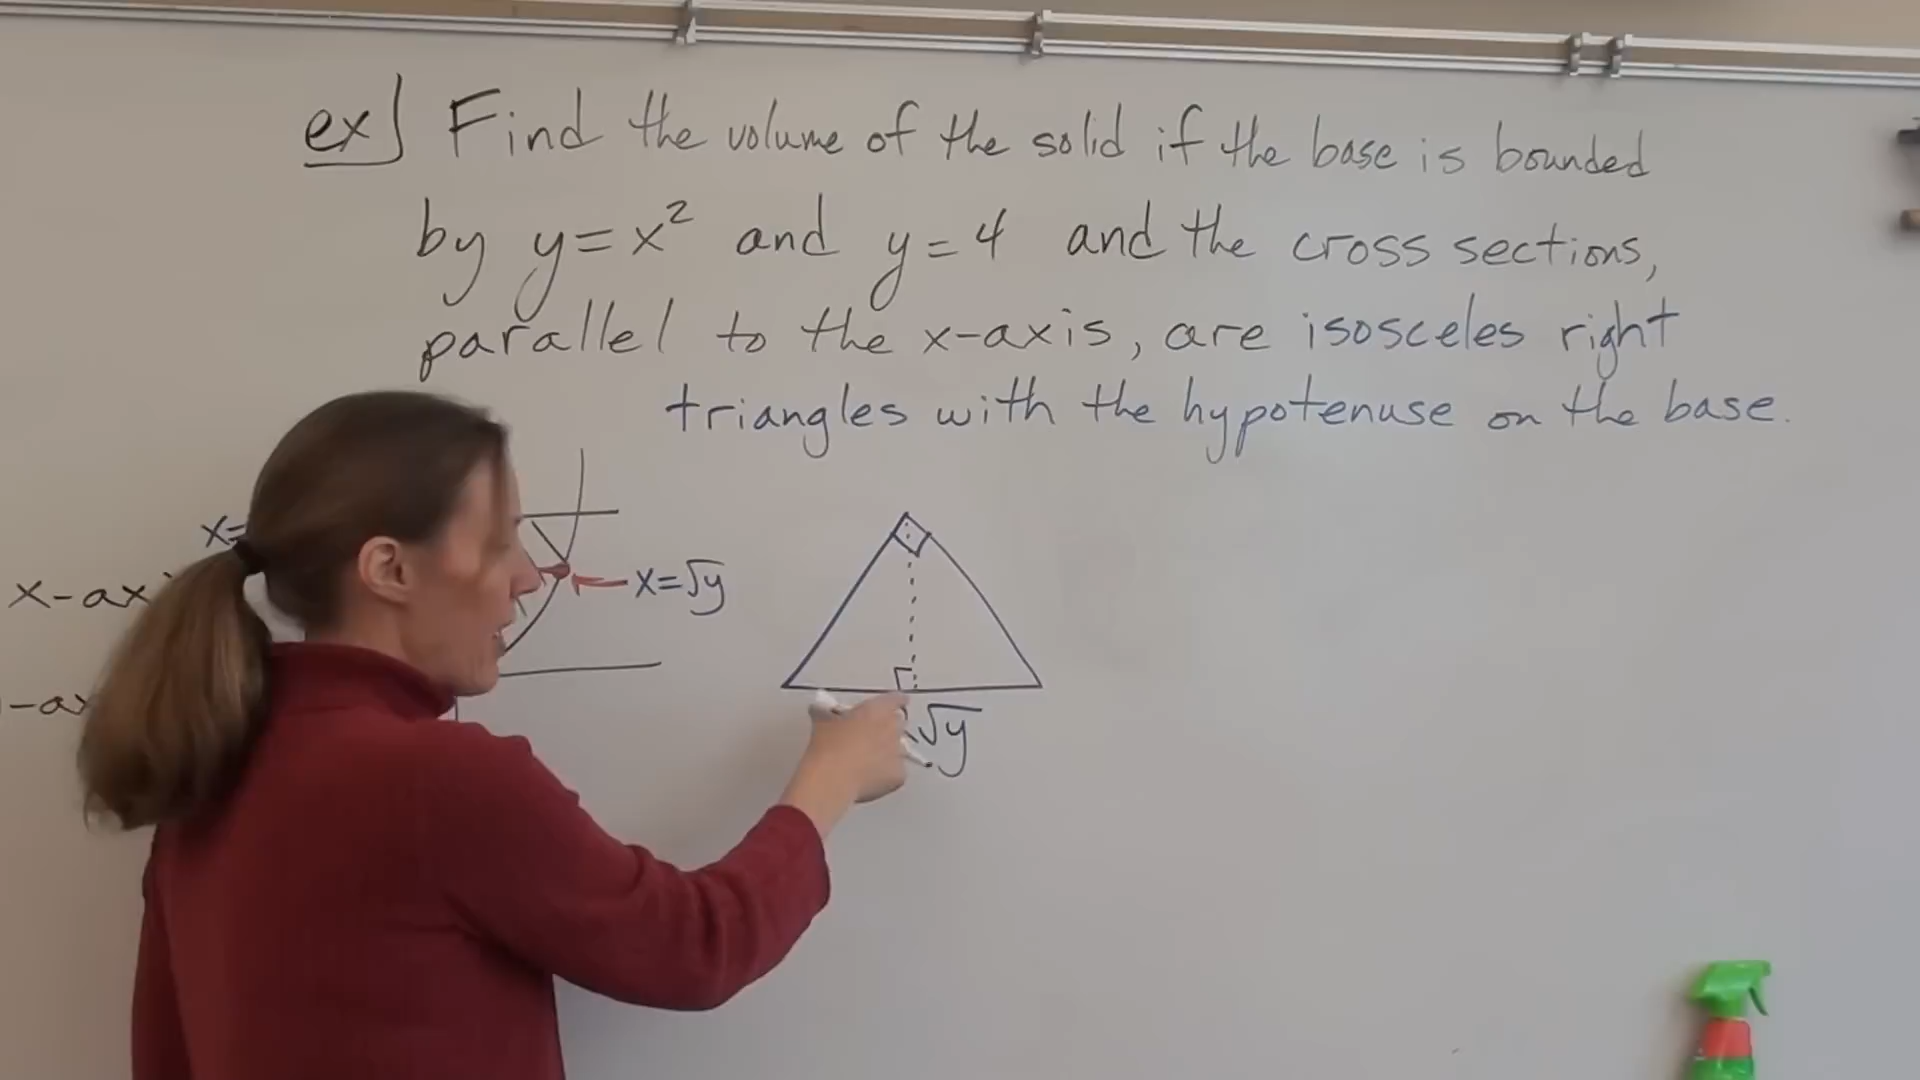 ex] Find the volume of the solid if the base is bounded
by y=x² and y=4 and the cross sections,
parallel to the x-axis, are isosceles right
triangles with the hypotenuse on the base.
x=
x=√y
x-ax
-ax
√y